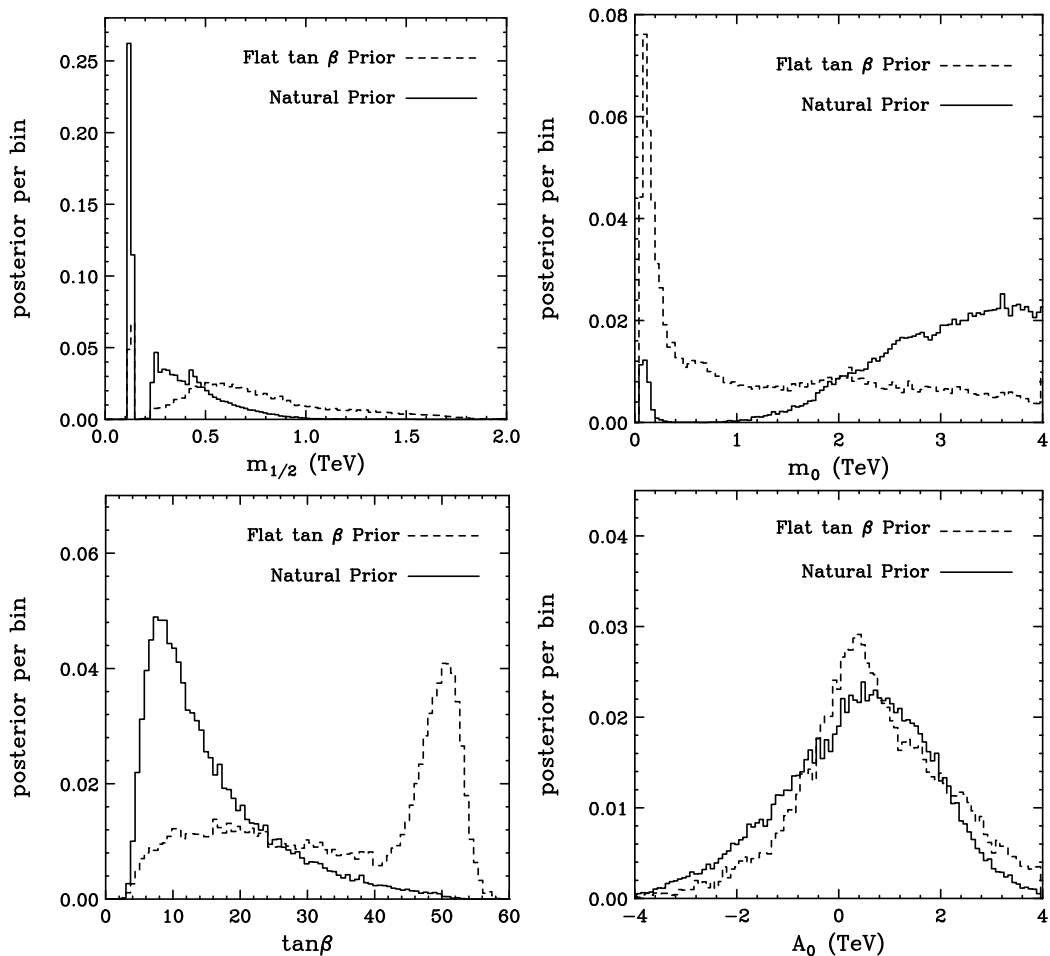 0.25
0.20
0.15
0.10
0.05
0.00
posterior per bin
Flat tan β Prior
Natural Prior
0.0 0.5 1.0 1.5 2.0
m1/2 (TeV)
0.08
0.06
0.04
0.02
0.00
posterior per bin
Flat tan β Prior
Natural Prior
0 1 2 3 4
m0 (TeV)
0.06
0.04
0.02
0.00
posterior per bin
Flat tan β Prior
Natural Prior
0 10 20 30 40 50 60
tanβ
0.04
0.03
0.02
0.01
0.00
posterior per bin
Flat tan β Prior
Natural Prior
−4 −2 0 2 4
A0 (TeV)